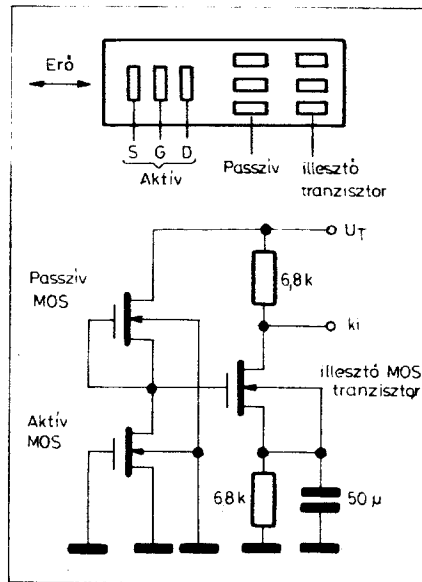 Erő
S G D
Aktív
Passzív
illesztő
tranzisztor
U_T
Passzív
MOS
6,8k
ki
illesztő MOS
tranzisztor
Aktív
MOS
6,8k
50 μ